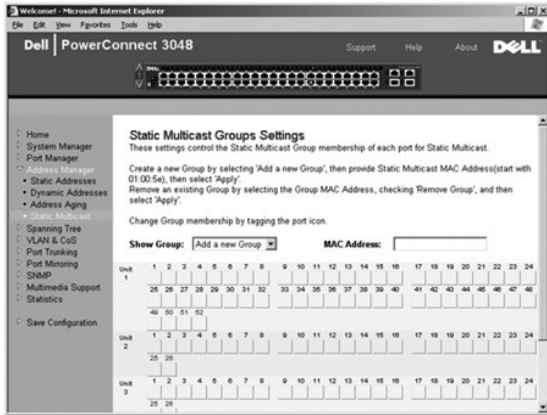 Welcome! - Microsoft Internet Explorer
File Edit View Favorites Tools Help
Dell PowerConnect 3048
Support Help About DELL
Home
System Manager
Port Manager
Address Manager
Static Addresses
Dynamic Addresses
Address Aging
Static Multicast
Spanning Tree
VLAN & CoS
Port Trunking
Port Mirroring
SNMP
Multimedia Support
Statistics
Save Configuration
Static Multicast Groups Settings
These settings control the Static Multicast Group membership of each port for Static Multicast.
Create a new Group by selecting 'Add a new Group', then provide Static Multicast MAC Address(start with
01:00:5e), then select 'Apply'.
Remove an existing Group by selecting the Group MAC Address, checking 'Remove Group', and then
select 'Apply'.
Change Group membership by tagging the port icon.
Show Group: Add a new Group MAC Address:
Unit 1
1 2 3 4 5 6 7 8 9 10 11 12 13 14 15 16 17 18 19 20 21 22 23 24
25 26 27 28 29 30 31 32 33 34 35 36 37 38 39 40 41 42 43 44 45 46 47 48
49 50 51 52
Unit 2
1 2 3 4 5 6 7 8 9 10 11 12 13 14 15 16 17 18 19 20 21 22 23 24
25 26
Unit 3
1 2 3 4 5 6 7 8 9 10 11 12 13 14 15 16 17 18 19 20 21 22 23 24
25 26